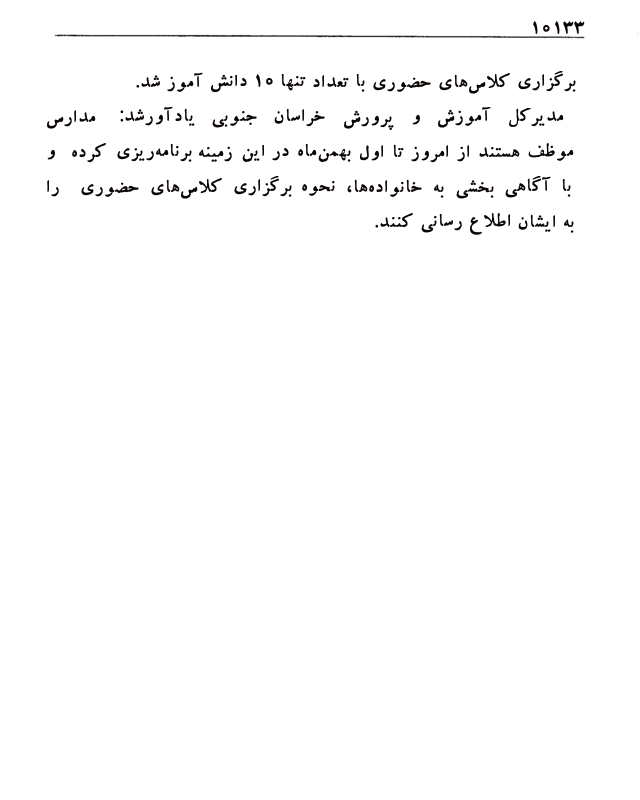 ۱۰۱۳۳
برگزاری کلاس‌های حضوری با تعداد تنها ۱۰ دانش آموز شد.
مدیرکل آموزش و پرورش خراسان جنوبی یادآورشد: مدارس
موظف هستند از امروز تا اول بهمن‌ماه در این زمینه برنامه‌ریزی کرده و
با آگاهی بخشی به خانواده‌ها، نحوه برگزاری کلاس‌های حضوری را
به ایشان اطلاع رسانی کنند.